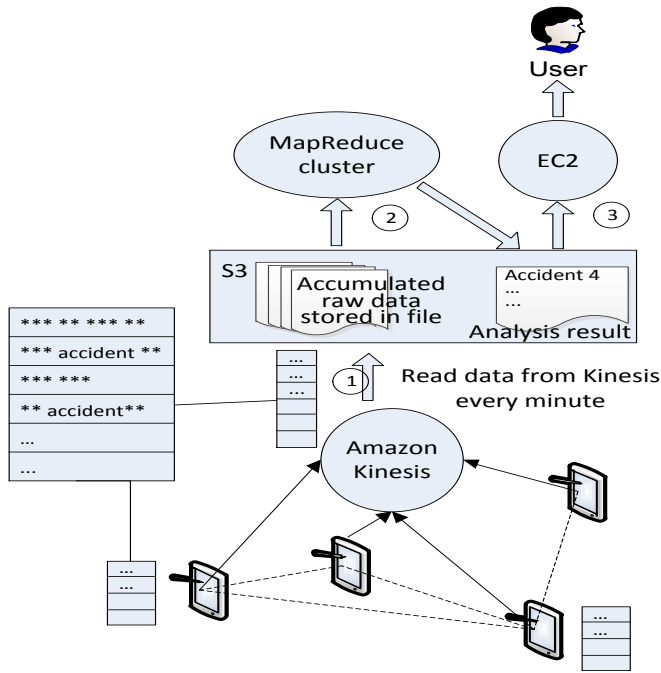 User
MapReduce
cluster
EC2
2
3
S3
Accumulated
raw data
stored in file
Accident 4
...
...
Analysis result
*** ** *** **
*** accident **
*** ***
** accident**
...
...
...
...
...
1
Read data from Kinesis
every minute
Amazon
Kinesis
...
...
...
...